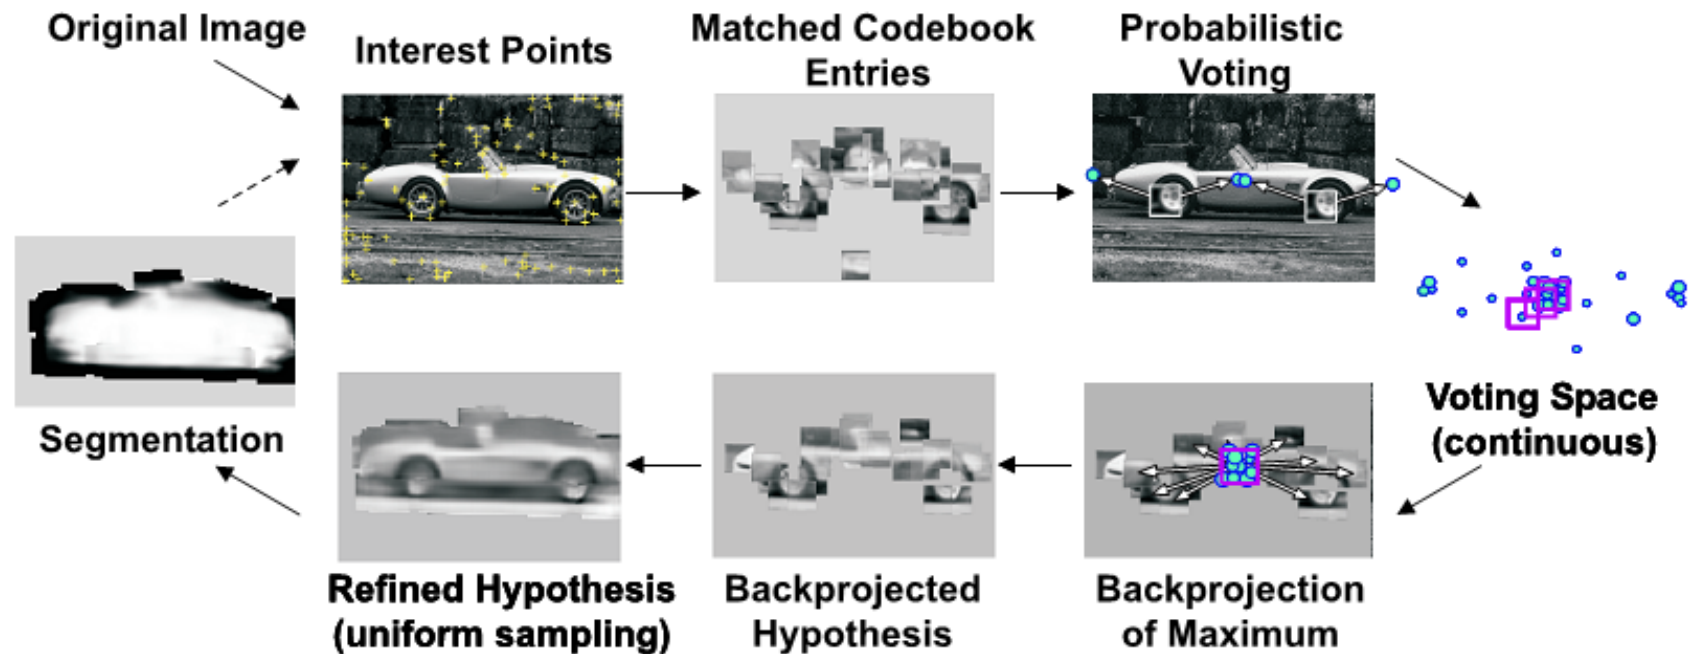 Original Image
Interest Points
Matched Codebook
Entries
Probabilistic
Voting
Voting Space
(continuous)
Segmentation
Refined Hypothesis
(uniform sampling)
Backprojected
Hypothesis
Backprojection
of Maximum